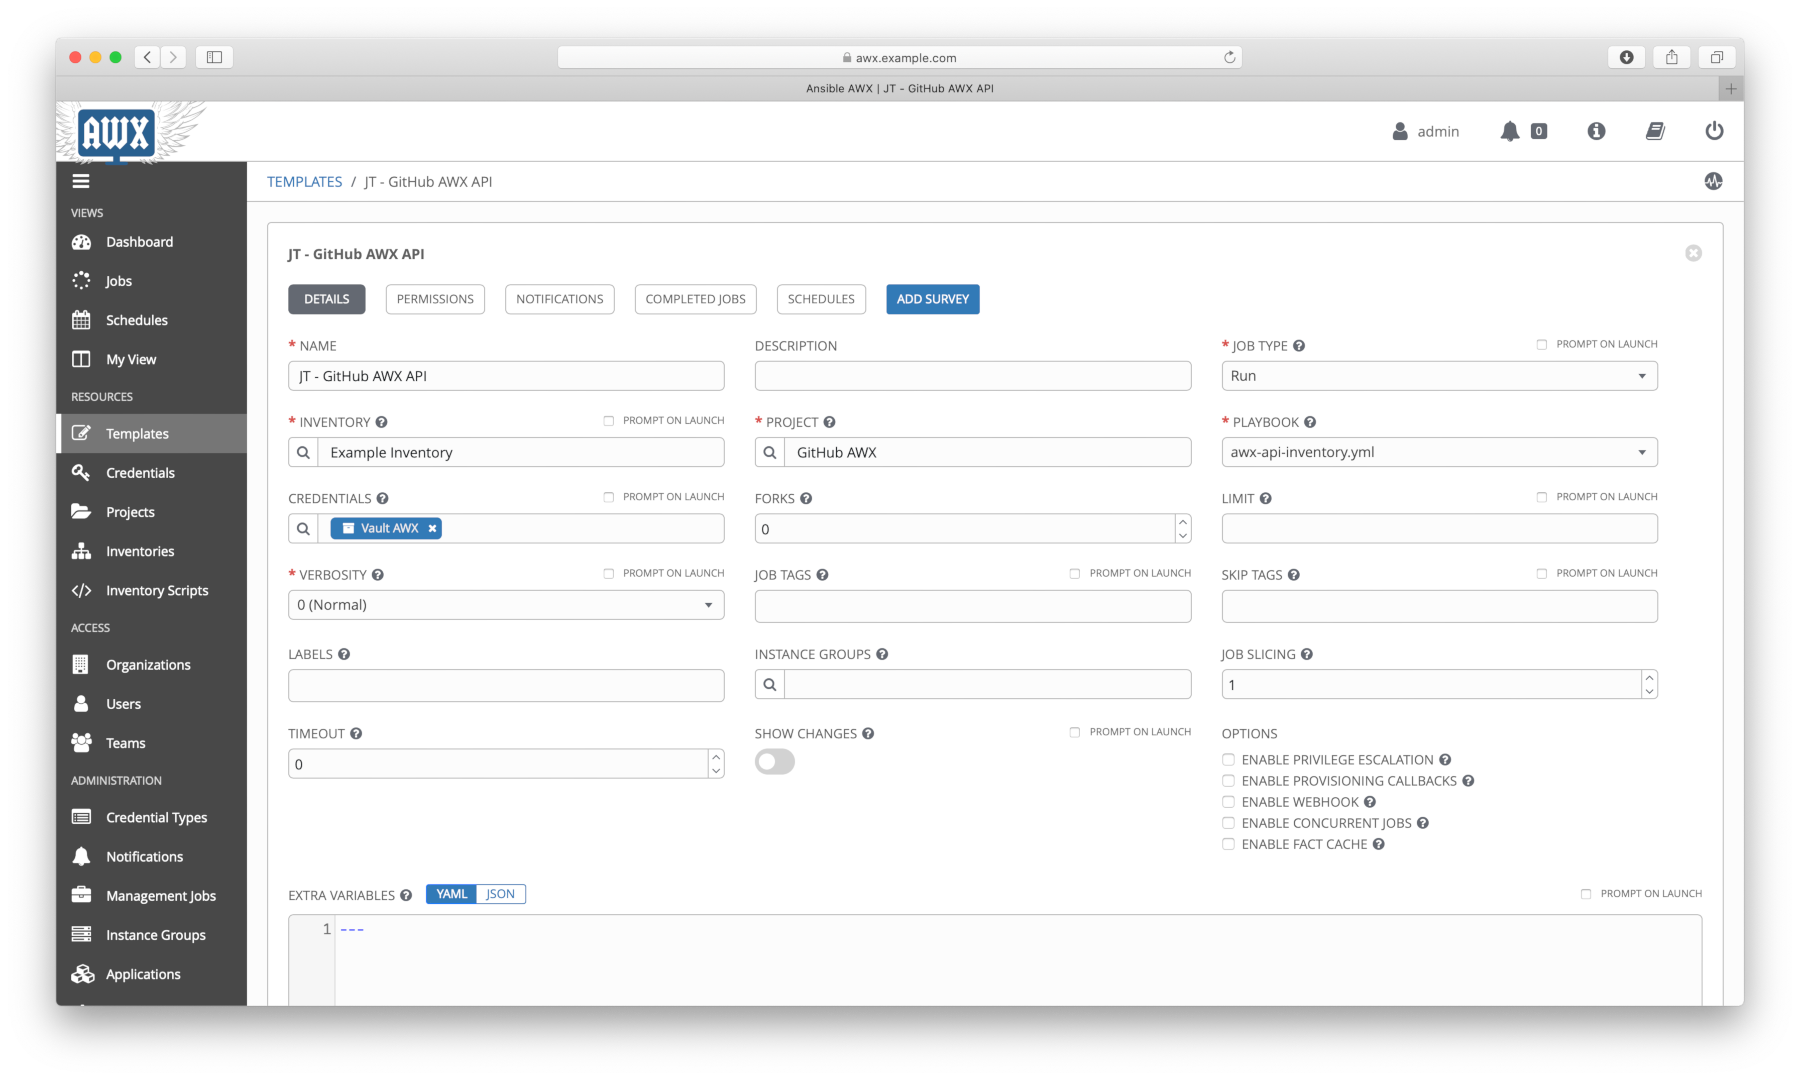 awx.example.com
Ansible AWX | JT - GitHub AWX API
AWX
admin
0
TEMPLATES / JT - GitHub AWX API
VIEWS
Dashboard
Jobs
Schedules
My View
RESOURCES
Templates
Credentials
Projects
Inventories
Inventory Scripts
ACCESS
Organizations
Users
Teams
ADMINISTRATION
Credential Types
Notifications
Management Jobs
Instance Groups
Applications
JT - GitHub AWX API
DETAILS PERMISSIONS NOTIFICATIONS COMPLETED JOBS SCHEDULES ADD SURVEY
* NAME
JT - GitHub AWX API
DESCRIPTION
* JOB TYPE PROMPT ON LAUNCH
Run
* INVENTORY PROMPT ON LAUNCH
Example Inventory
* PROJECT
GitHub AWX
* PLAYBOOK
awx-api-inventory.yml
CREDENTIALS PROMPT ON LAUNCH
Vault AWX
FORKS
0
LIMIT PROMPT ON LAUNCH
* VERBOSITY PROMPT ON LAUNCH
0 (Normal)
JOB TAGS PROMPT ON LAUNCH
SKIP TAGS PROMPT ON LAUNCH
LABELS
INSTANCE GROUPS
JOB SLICING
1
TIMEOUT
0
SHOW CHANGES PROMPT ON LAUNCH
OPTIONS
ENABLE PRIVILEGE ESCALATION
ENABLE PROVISIONING CALLBACKS
ENABLE WEBHOOK
ENABLE CONCURRENT JOBS
ENABLE FACT CACHE
EXTRA VARIABLES YAML JSON PROMPT ON LAUNCH
1 ---